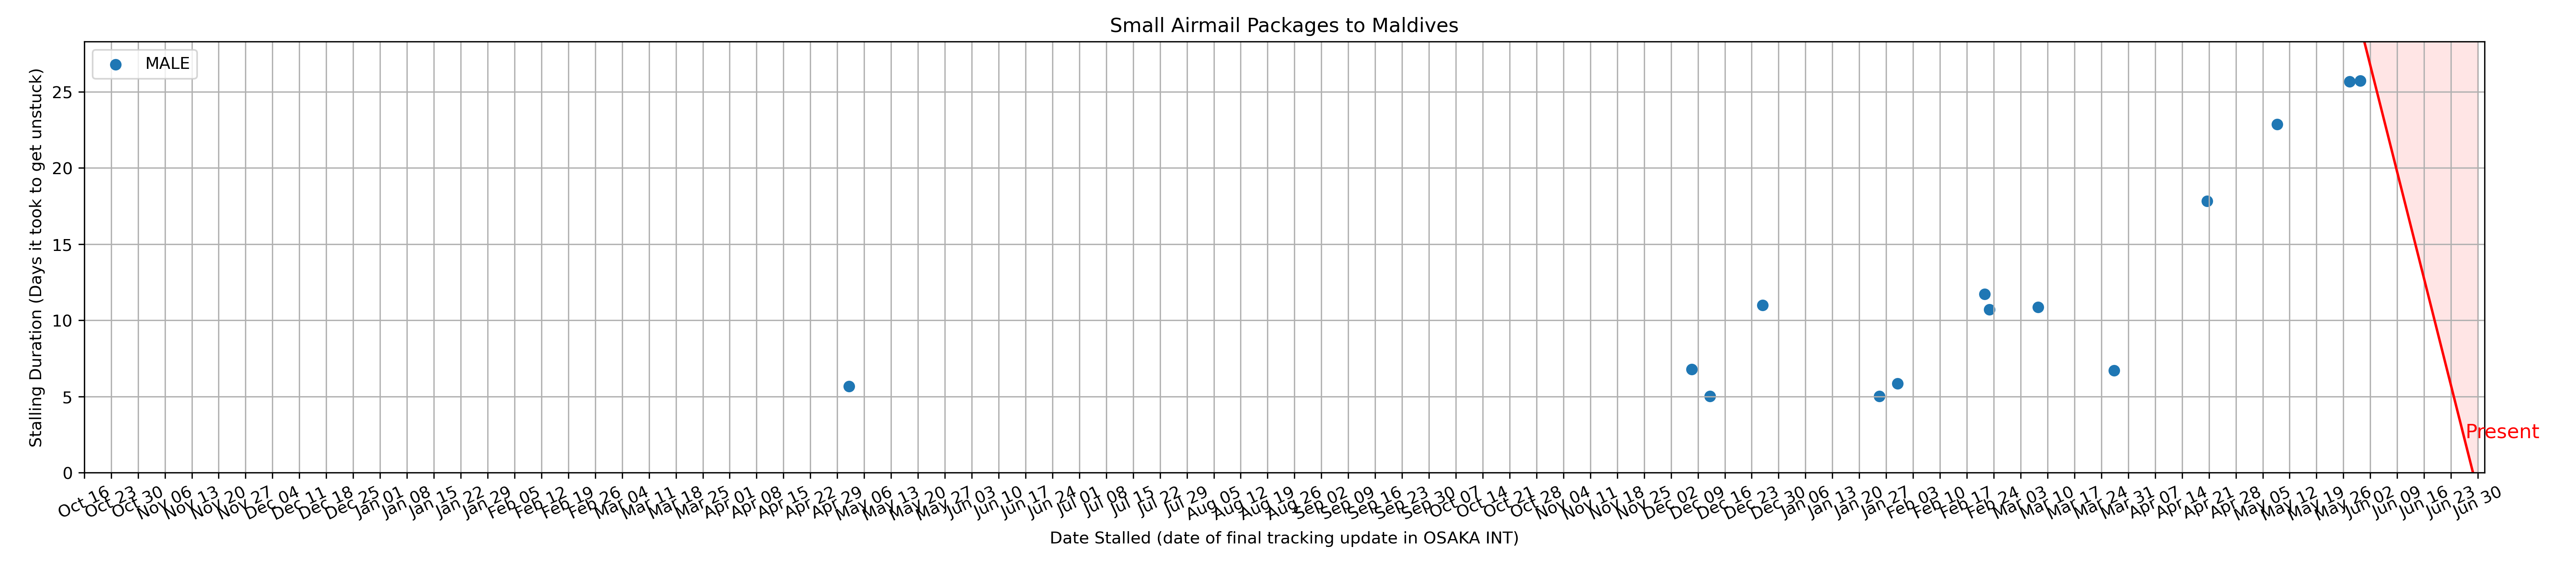 Small Airmail Packages to Maldives
MALE
Stalling Duration (Days it took to get unstuck)
25
20
15
10
5
0
Present
Oct 16
Oct 23
Oct 30
Nov 06
Nov 13
Nov 20
Nov 27
Dec 04
Dec 11
Dec 18
Dec 25
Jan 01
Jan 08
Jan 15
Jan 22
Jan 29
Feb 05
Feb 12
Feb 19
Feb 26
Mar 04
Mar 11
Mar 18
Mar 25
Apr 01
Apr 08
Apr 15
Apr 22
Apr 29
May 06
May 13
May 20
May 27
Jun 03
Jun 10
Jun 17
Jun 24
Jul 01
Jul 08
Jul 15
Jul 22
Jul 29
Aug 05
Aug 12
Aug 19
Aug 26
Sep 02
Sep 09
Sep 16
Sep 23
Sep 30
Oct 07
Oct 14
Oct 21
Oct 28
Nov 04
Nov 11
Nov 18
Nov 25
Dec 02
Dec 09
Dec 16
Dec 23
Dec 30
Jan 06
Jan 13
Jan 20
Jan 27
Feb 03
Feb 10
Feb 17
Feb 24
Mar 03
Mar 10
Mar 17
Mar 24
Mar 31
Apr 07
Apr 14
Apr 21
Apr 28
May 05
May 12
May 19
May 26
Jun 02
Jun 09
Jun 16
Jun 23
Jun 30
Date Stalled (date of final tracking update in OSAKA INT)